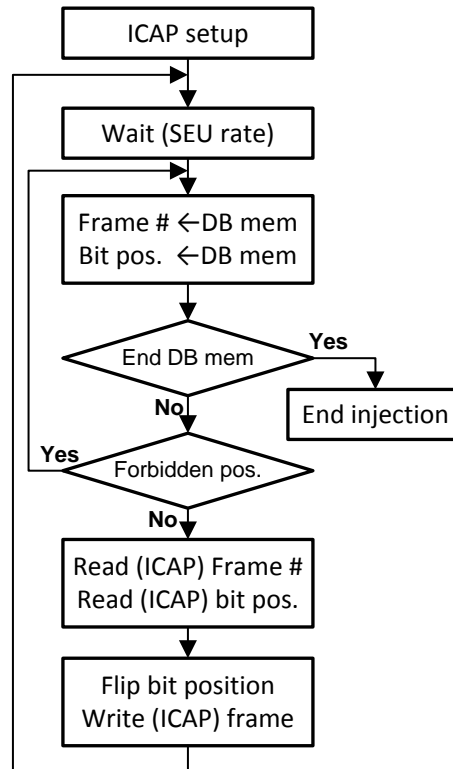 ICAP setup
Wait (SEU rate)
Frame # ←DB mem
Bit pos. ←DB mem
End DB mem
Yes
End injection
No
Forbidden pos.
Yes
No
Read (ICAP) Frame #
Read (ICAP) bit pos.
Flip bit position
Write (ICAP) frame